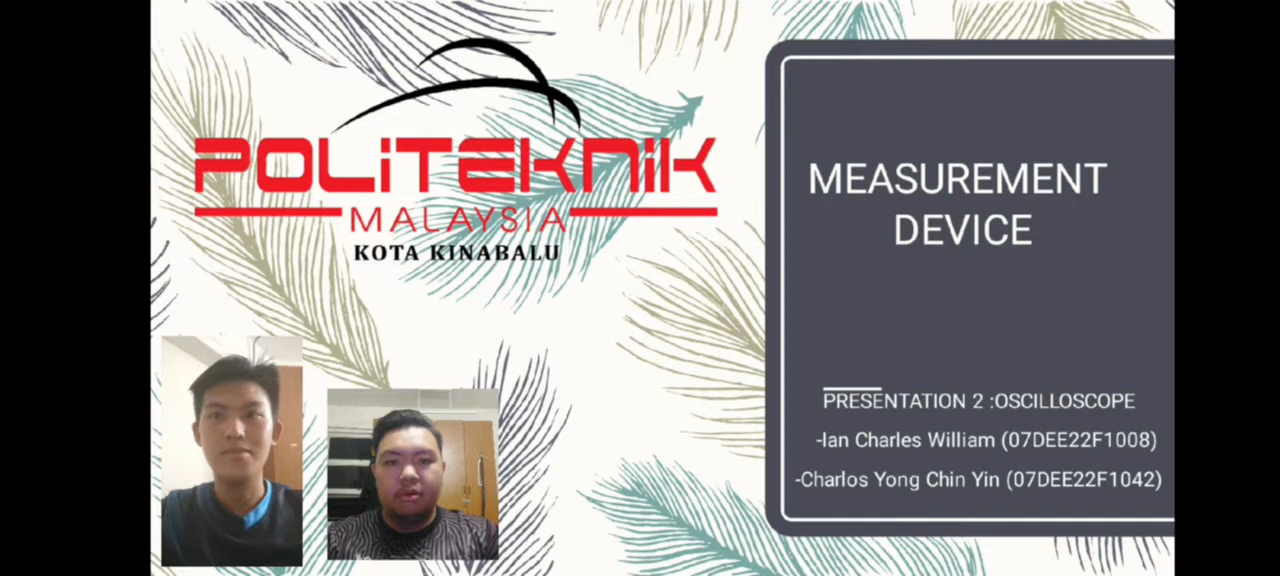 POLiTEKNiK
MALAYSIA
KOTA KINABALU
MEASUREMENT
DEVICE
PRESENTATION 2 :OSCILLOSCOPE
-Ian Charles William (07DEE22F1008)
-Charlos Yong Chin Yin (07DEE22F1042)